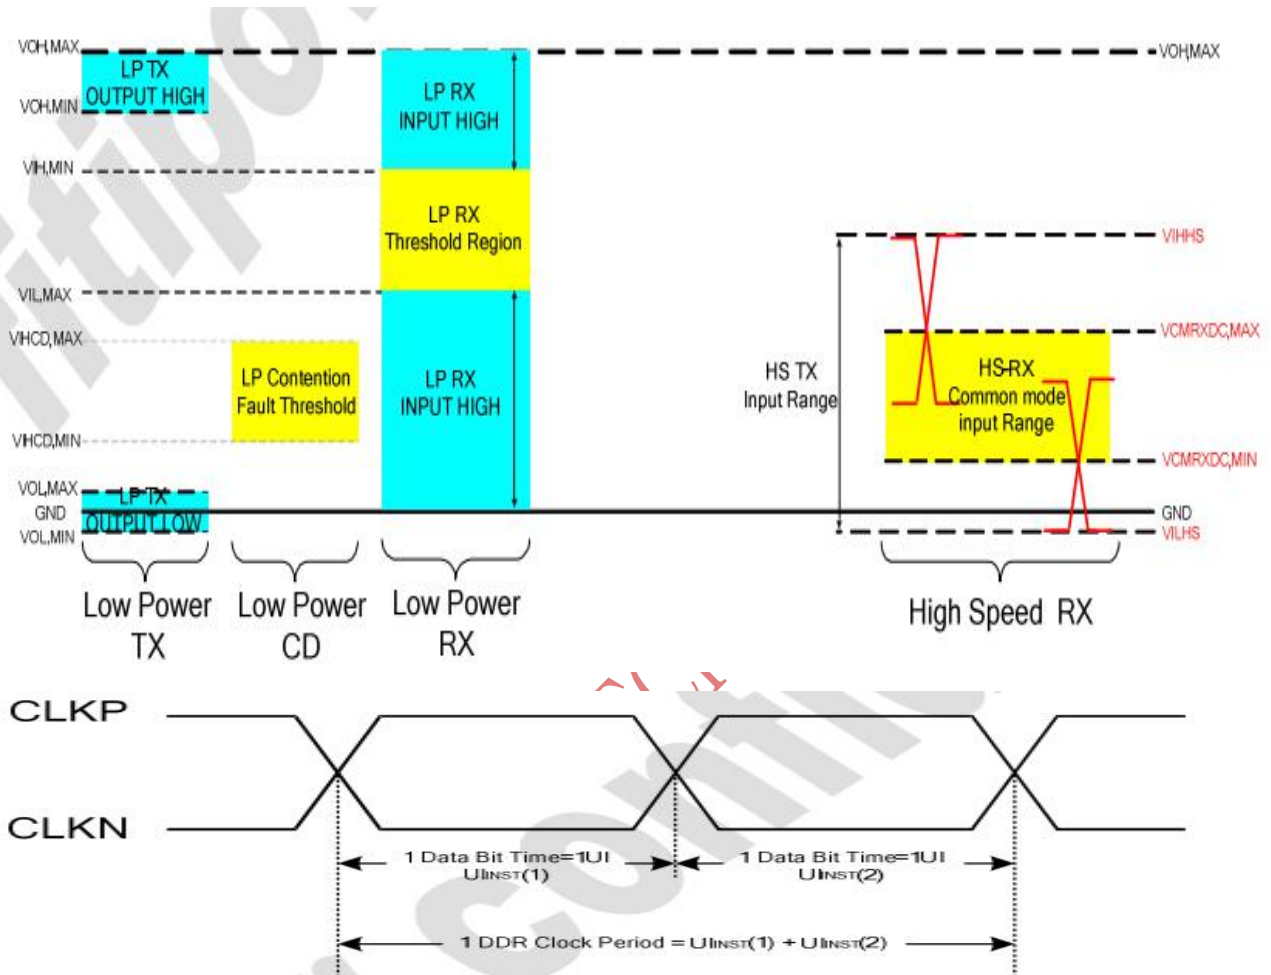 VOH,MAX
LP TX
OUTPUT HIGH
VOH,MIN
VIH,MIN
VIL,MAX
VIHCD,MAX
VIHCD,MIN
VOL,MAX
GND
VOL,MIN
LP TX
OUTPUT LOW
LP Contention
Fault Threshold
LP RX
INPUT HIGH
LP RX
Threshold Region
LP RX
INPUT HIGH
HS TX
Input Range
HS-RX
Common mode
input Range
VOH,MAX
VIHHS
VCMRXDC,MAX
VCMRXDC,MIN
GND
VILHS
Low Power
TX
Low Power
CD
Low Power
RX
High Speed RX
CLKP
CLKN
1 Data Bit Time=1UI
UIINST(1)
1 Data Bit Time=1UI
UIINST(2)
1 DDR Clock Period = UIINST(1) + UIINST(2)